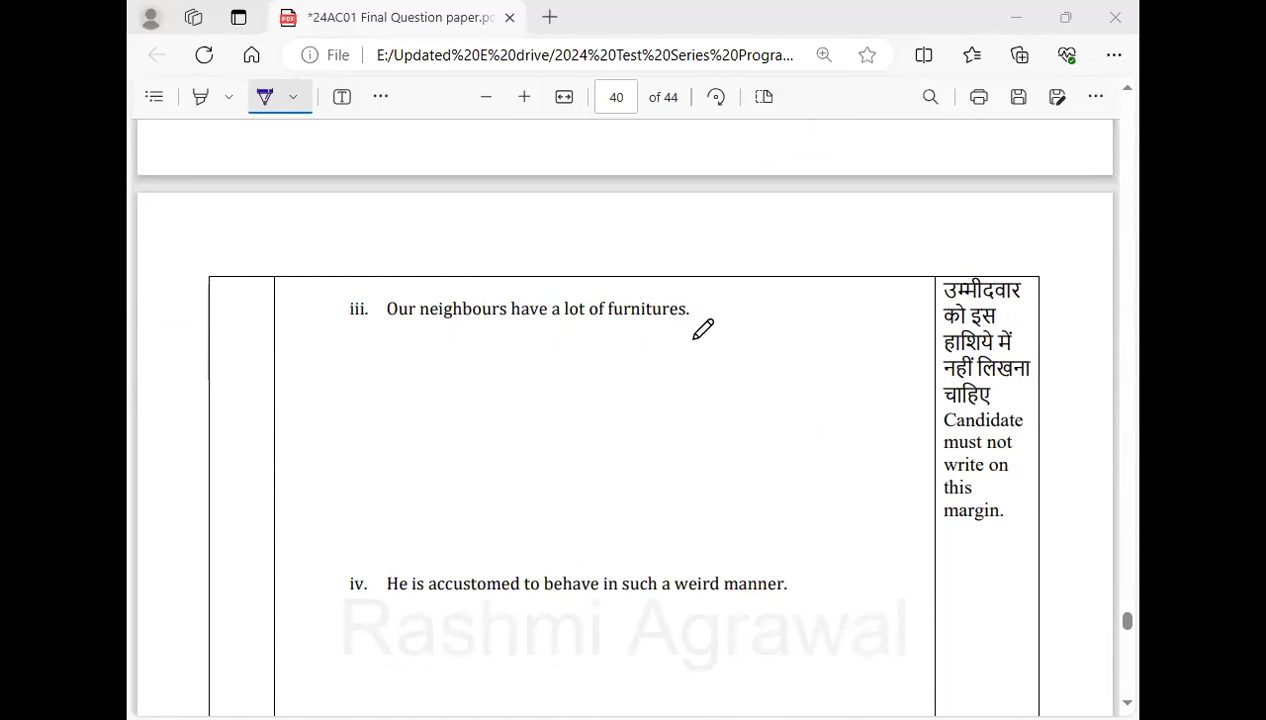 *24AC01 Final Question paper.pc
File
E:/Updated%20E%20drive/2024%20Test%20Series%20Progra...
40 of 44
iii. Our neighbours have a lot of furnitures.
iv. He is accustomed to behave in such a weird manner.
Rashmi Agrawal
उम्मीदवार
को इस
हाशिये में
नहीं लिखना
चाहिए
Candidate
must not
write on
this
margin.